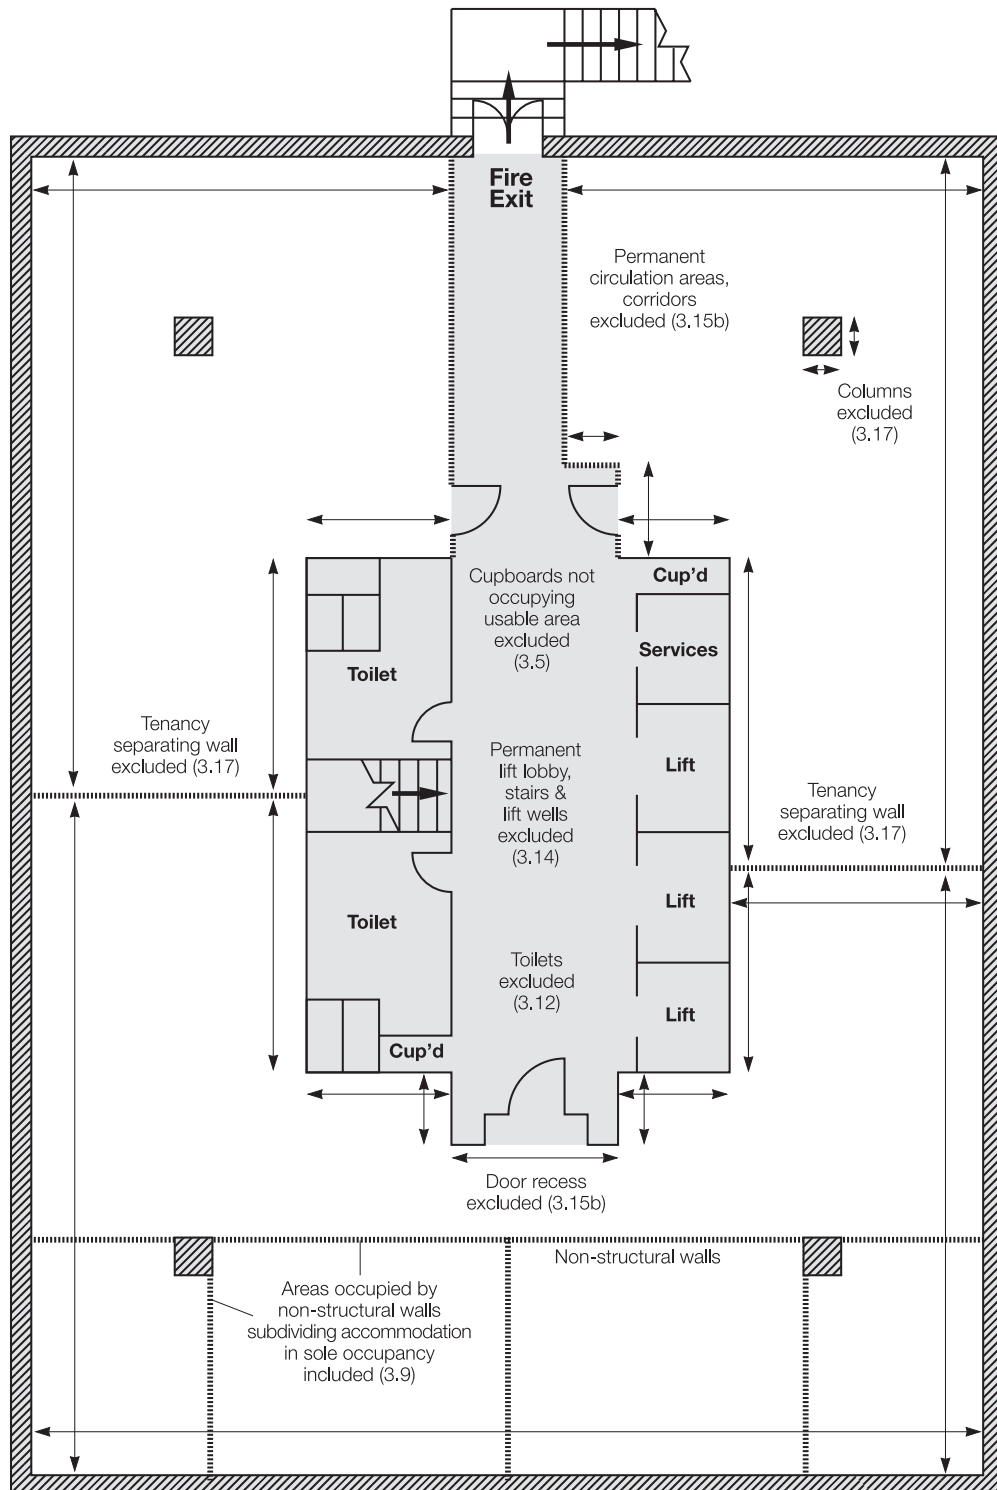 Fire
Exit
Permanent
circulation areas,
corridors
excluded (3.15b)
Columns
excluded
(3.17)
Cupboards not
occupying
usable area
excluded
(3.5)
Cup’d
Services
Toilet
Tenancy
separating wall
excluded (3.17)
Permanent
lift lobby,
stairs &
lift wells
excluded
(3.14)
Lift
Tenancy
separating wall
excluded (3.17)
Toilet
Lift
Toilets
excluded
(3.12)
Lift
Cup’d
Door recess
excluded (3.15b)
Non-structural walls
Areas occupied by
non-structural walls
subdividing accommodation
in sole occupancy
included (3.9)